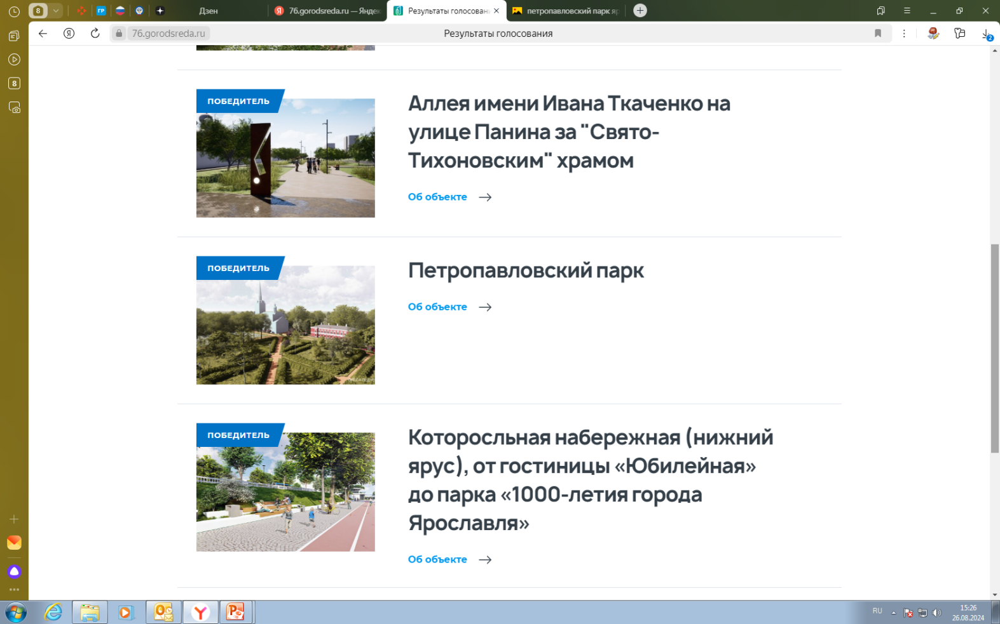 8
ГР
Дзен
76.gorodsreda.ru — Яндек
Результаты голосовани
петропавловский парк яр
76.gorodsreda.ru
Результаты голосования
2
8
ПОБЕДИТЕЛЬ
Аллея имени Ивана Ткаченко на
улице Панина за "Свято-
Тихоновским" храмом
Об объекте
ПОБЕДИТЕЛЬ
Петропавловский парк
Об объекте
ПОБЕДИТЕЛЬ
Которосльная набережная (нижний
ярус), от гостиницы «Юбилейная»
до парка «1000-летия города
Ярославля»
Об объекте
RU
15:26
26.08.2024